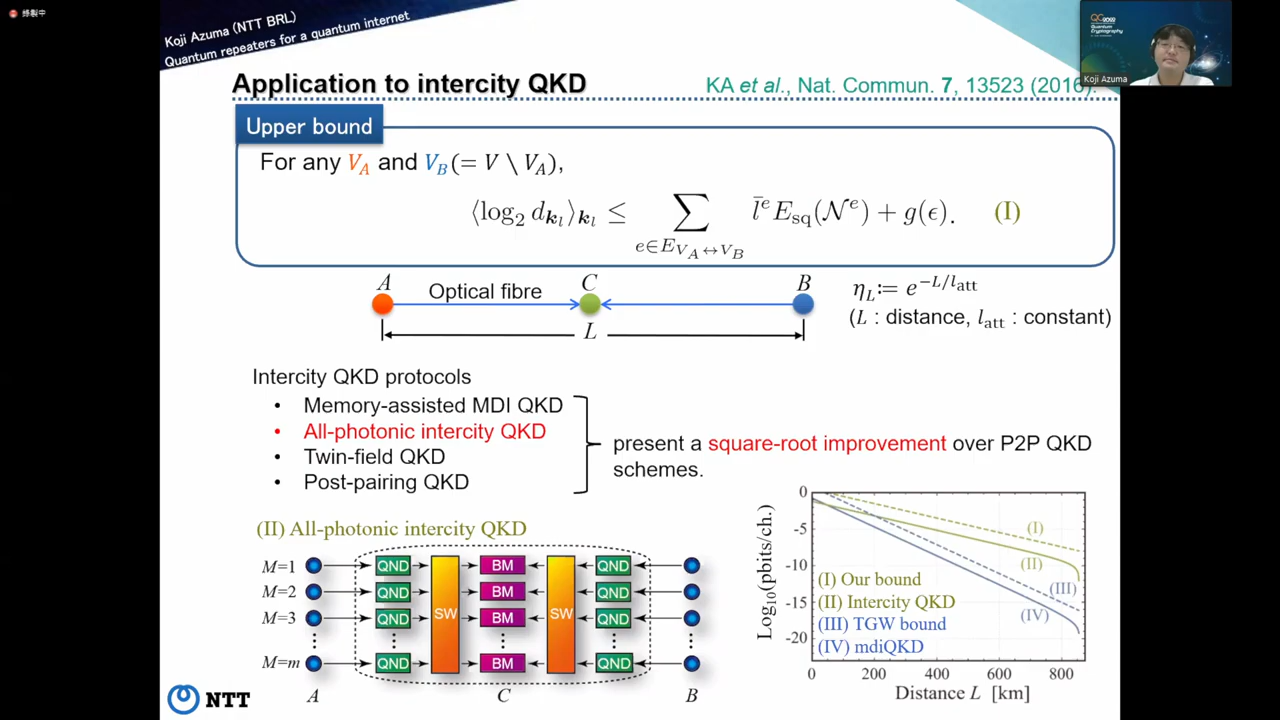 錄製中
Koji Azuma (NTT BRL)
Quantum repeaters for a quantum internet
QC 2022
Quantum
Cryptography
Koji Azuma
Application to intercity QKD
KA et al., Nat. Commun. 7, 13523 (2016).
Upper bound
For any V_A and V_B(= V \ V_A),
⟨log₂ d_{k_l}⟩_{k_l} ≤ ∑_{e∈E_{V_A↔V_B}} l̄^e E_sq(𝒩^e) + g(ϵ). (I)
A C B
Optical fibre
L
η_L := e^{−L/l_att}
(L : distance, l_att : constant)
Intercity QKD protocols
• Memory-assisted MDI QKD
• All-photonic intercity QKD
• Twin-field QKD
• Post-pairing QKD
present a square-root improvement over P2P QKD
schemes.
(II) All-photonic intercity QKD
M=1 QND BM QND
M=2 QND BM QND
M=3 QND BM QND
SW SW
⋮ ⋮ ⋮ ⋮ ⋮
M=m QND BM QND
A C B
Log₁₀(pbits/ch.)
0
-5
-10
-15
-20
(I)
(II)
(III)
(IV)
(I) Our bound
(II) Intercity QKD
(III) TGW bound
(IV) mdiQKD
0 200 400 600 800
Distance L [km]
NTT